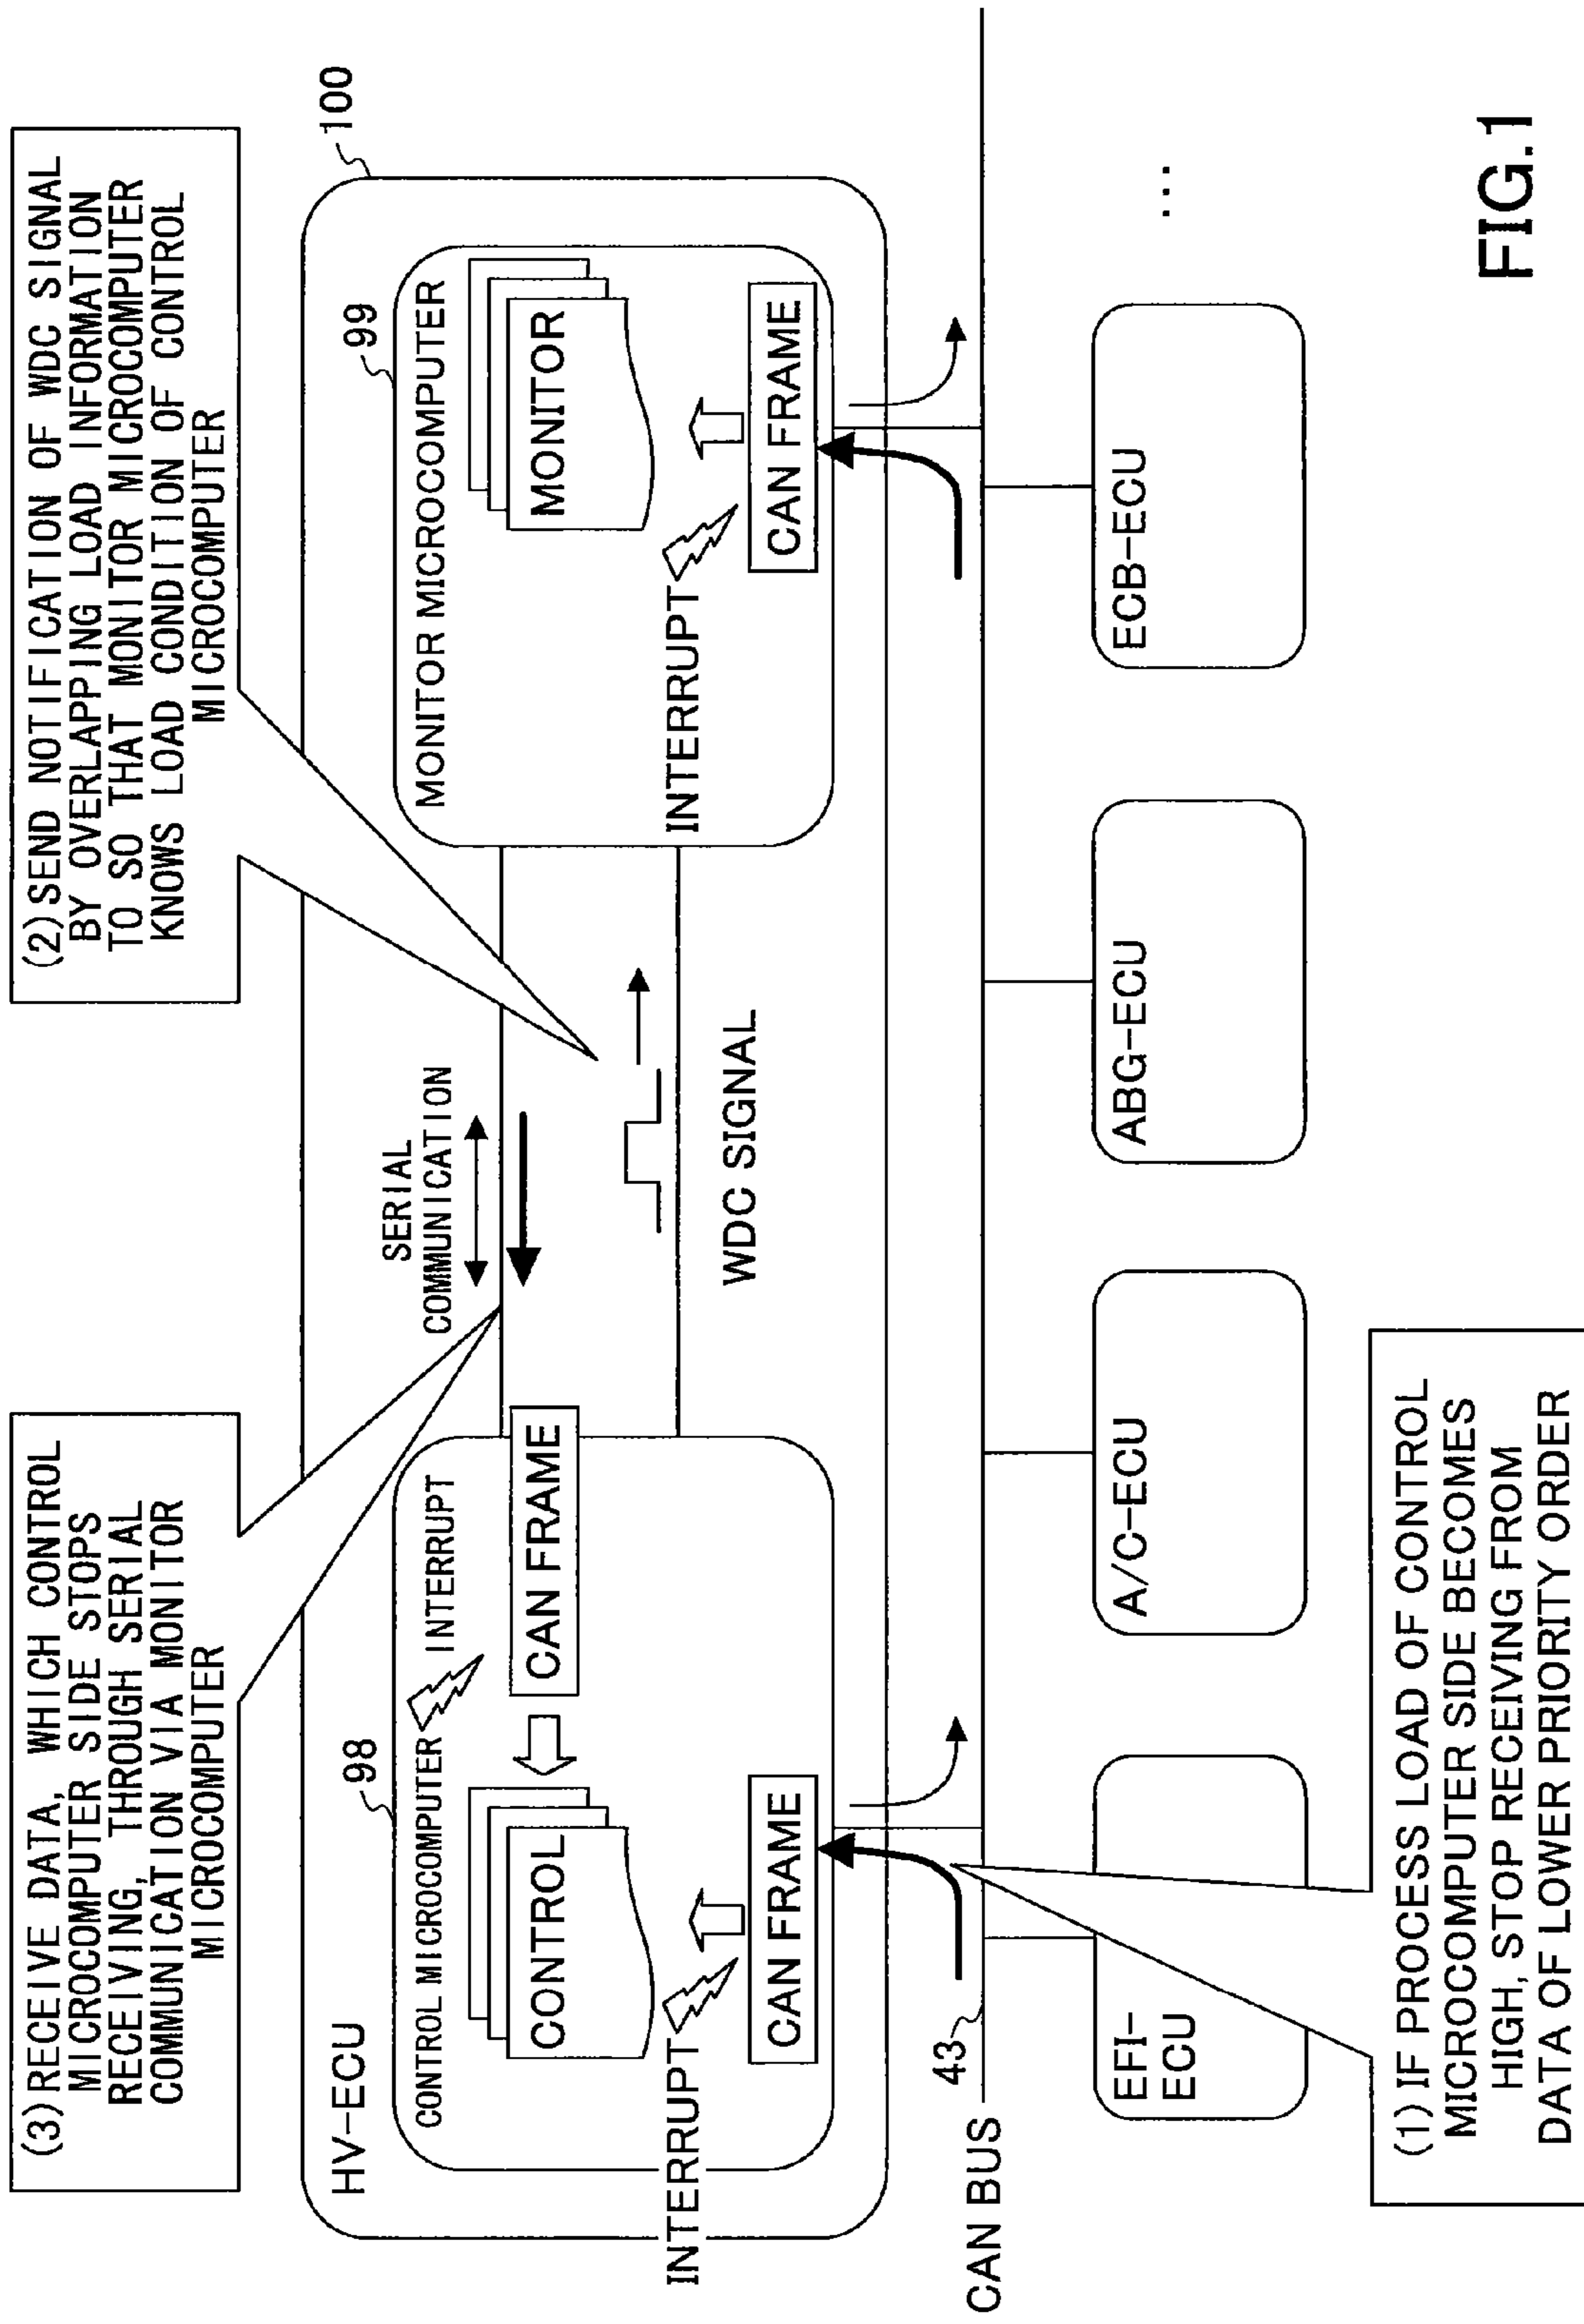 (3) RECEIVE DATA, WHICH CONTROL
MICROCOMPUTER SIDE STOPS
RECEIVING, THROUGH SERIAL
COMMUNICATION VIA MONITOR
MICROCOMPUTER
(2) SEND NOTIFICATION OF WDC SIGNAL
BY OVERLAPPING LOAD INFORMATION
TO SO THAT MONITOR MICROCOMPUTER
KNOWS LOAD CONDITION OF CONTROL
MICROCOMPUTER
100
HV-ECU
98
CONTROL MICROCOMPUTER
INTERRUPT
CAN FRAME
CONTROL
INTERRUPT
CAN FRAME
SERIAL
COMMUNICATION
WDC SIGNAL
99
MONITOR MICROCOMPUTER
MONITOR
INTERRUPT
CAN FRAME
43
CAN BUS
EFI-
ECU
A/C-ECU
ABG-ECU
ECB-ECU
...
(1) IF PROCESS LOAD OF CONTROL
MICROCOMPUTER SIDE BECOMES
HIGH, STOP RECEIVING FROM
DATA OF LOWER PRIORITY ORDER
FIG.1